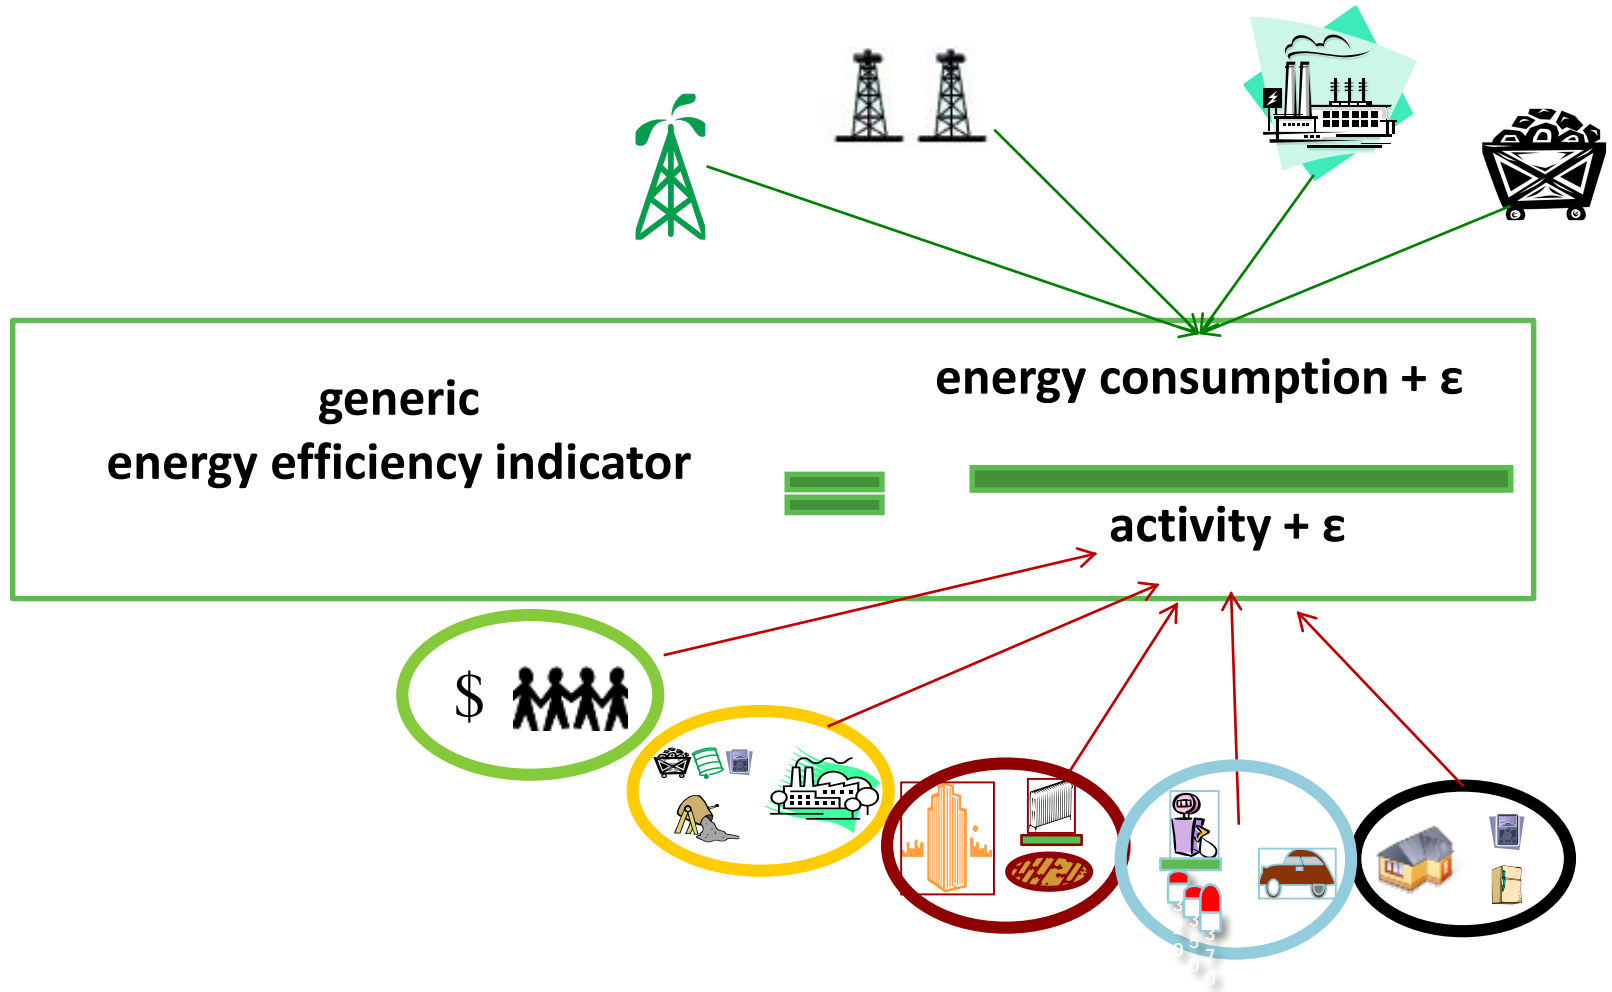 energy consumption + ε
generic
energy efficiency indicator
activity + ε
$